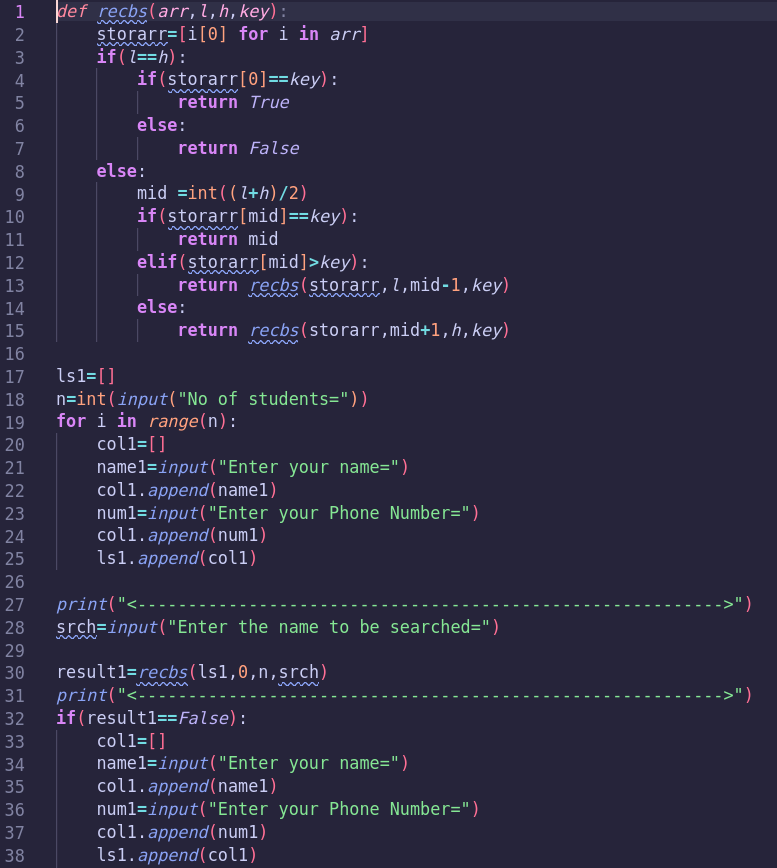 1 def recbs(arr,l,h,key):
2     storarr=[i[0] for i in arr]
3     if(l==h):
4         if(storarr[0]==key):
5             return True
6         else:
7             return False
8     else:
9         mid =int((l+h)/2)
10         if(storarr[mid]==key):
11             return mid
12         elif(storarr[mid]>key):
13             return recbs(storarr,l,mid-1,key)
14         else:
15             return recbs(storarr,mid+1,h,key)
16
17 ls1=[]
18 n=int(input("No of students="))
19 for i in range(n):
20     col1=[]
21     name1=input("Enter your name=")
22     col1.append(name1)
23     num1=input("Enter your Phone Number=")
24     col1.append(num1)
25     ls1.append(col1)
26
27 print("<---------------------------------------------------------->")
28 srch=input("Enter the name to be searched=")
29
30 result1=recbs(ls1,0,n,srch)
31 print("<---------------------------------------------------------->")
32 if(result1==False):
33     col1=[]
34     name1=input("Enter your name=")
35     col1.append(name1)
36     num1=input("Enter your Phone Number=")
37     col1.append(num1)
38     ls1.append(col1)